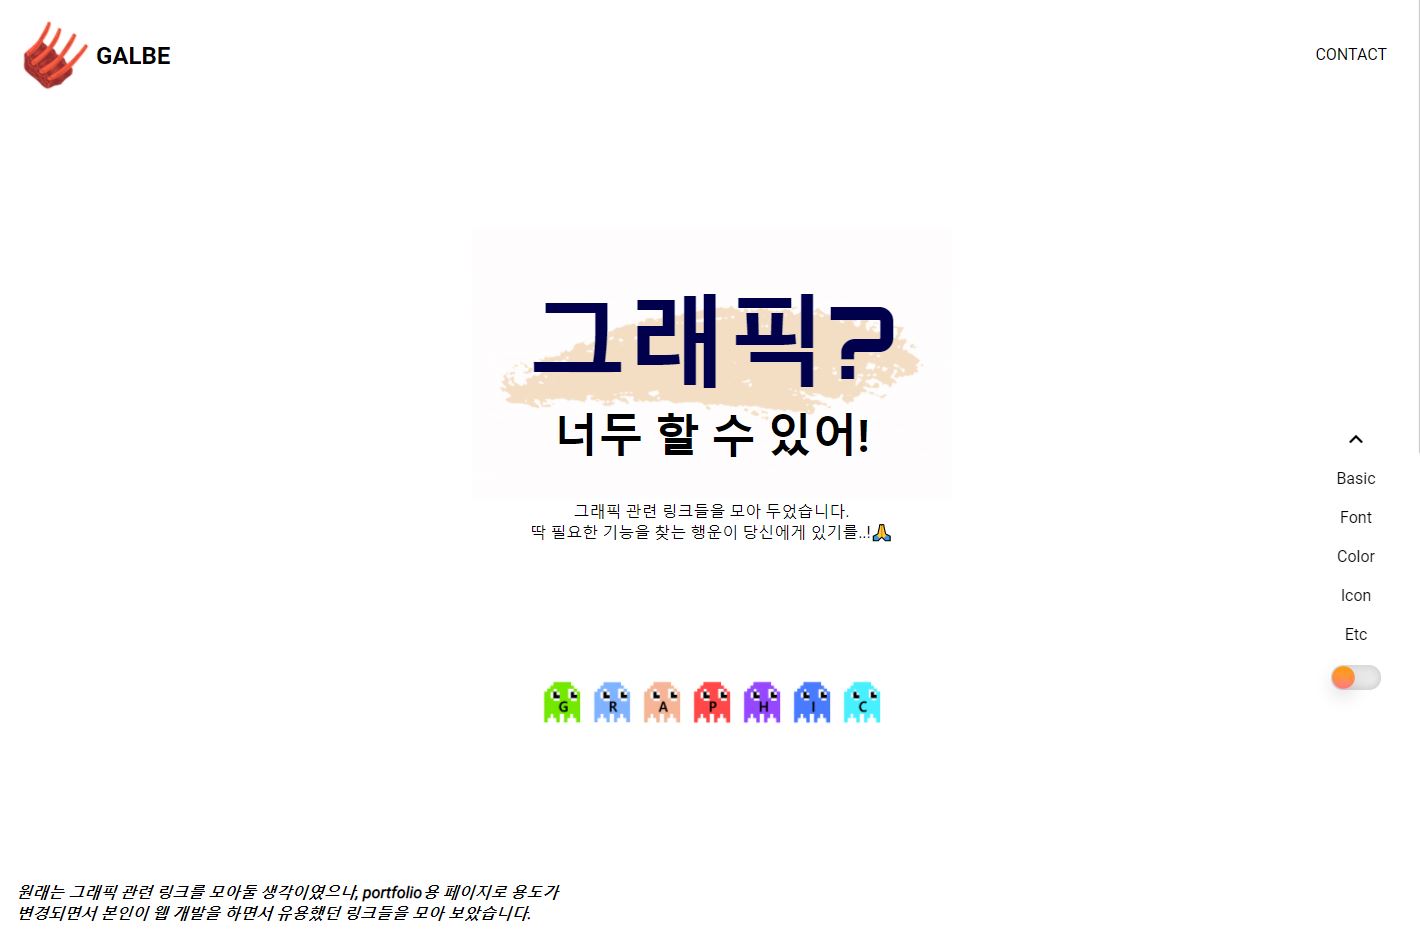 GALBE
CONTACT
그래픽?
너두 할 수 있어!
그래픽 관련 링크들을 모아 두었습니다.
딱 필요한 기능을 찾는 행운이 당신에게 있기를..!🙏
Basic
Font
Color
Icon
Etc
G R A P H I C
원래는 그래픽 관련 링크를 모아둘 생각이였으나, portfolio용 페이지로 용도가
변경되면서 본인이 웹 개발을 하면서 유용했던 링크들을 모아 보았습니다.